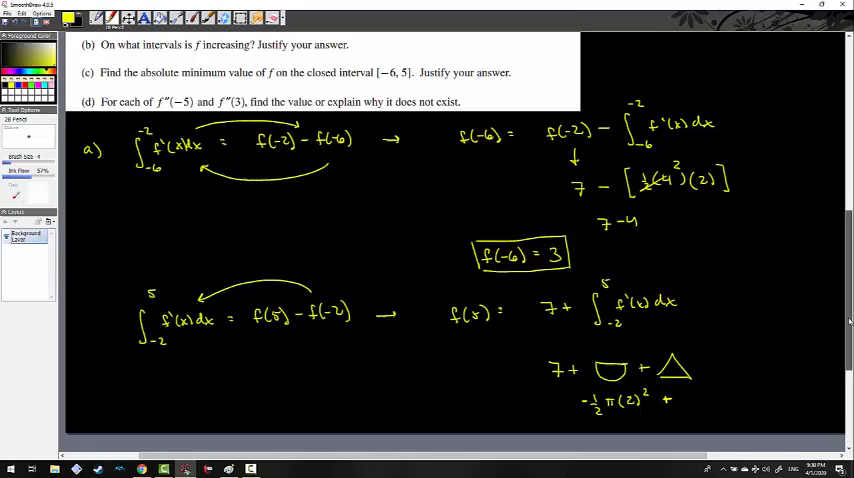 SmoothDraw 4.0.5
File Edit Options
2B Pencil
Foreground Color
Tool Options
2B Pencil
Brush Size 4
Ink Flow 57%
Layers
Background Layer
(b) On what intervals is f increasing? Justify your answer.
(c) Find the absolute minimum value of f on the closed interval [−6, 5]. Justify your answer.
(d) For each of f″(−5) and f″(3), find the value or explain why it does not exist.
a) ∫_{-6}^{-2} f'(x)dx = f(-2) - f(-6) → f(-6) = f(-2) - ∫_{-6}^{-2} f'(x)dx
↓
7 - [½(4²)(2)]
7-4
f(-6) = 3
∫_{-2}^{5} f'(x)dx = f(5) - f(-2) → f(5) = 7 + ∫_{-2}^{5} f'(x)dx
7 + +
-½π(2)² +
ENG
9:38 PM
4/1/2020